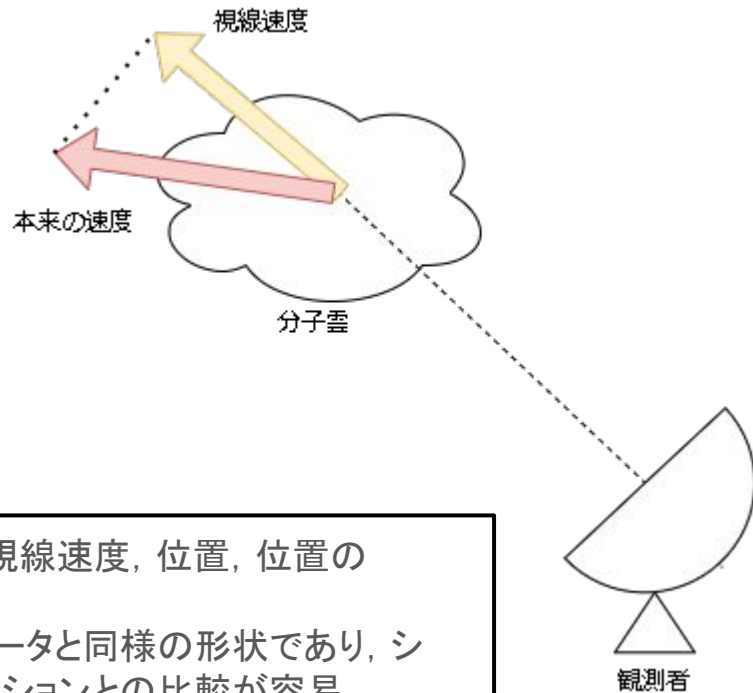 視線速度
本来の速度
分子雲
視線速度, 位置, 位置の
ータと同様の形状であり, シ
ションとの比較が容易
観測者